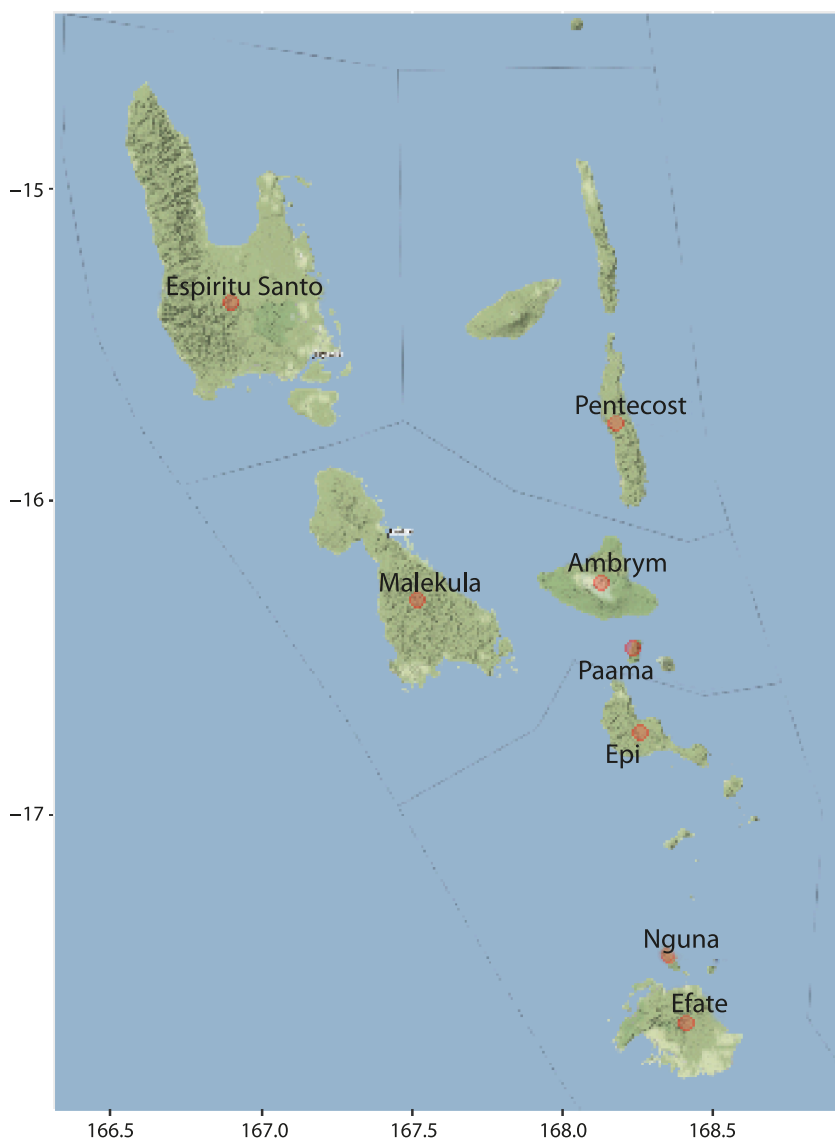 −15
Espiritu Santo
Pentecost
−16
Ambrym
Malekula
Paama
Epi
−17
Nguna
Efate
166.5 167.0 167.5 168.0 168.5